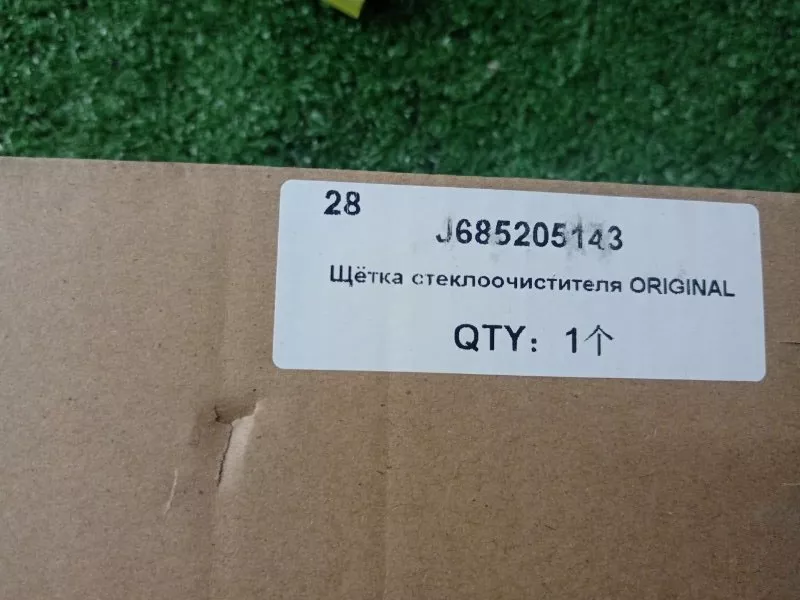 28
J685205143
Щётка стеклоочистителя ORIGINAL
QTY: 1个